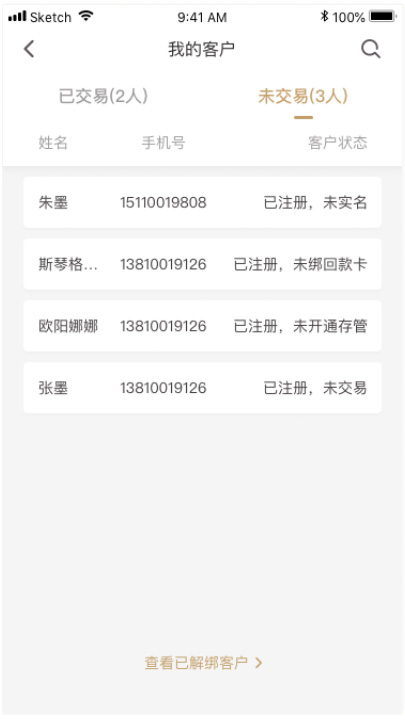 Sketch 9:41 AM 100%
我的客户
已交易(2人) 未交易(3人)
姓名 手机号 客户状态
朱墨 15110019808 已注册，未实名
斯琴格... 13810019126 已注册，未绑回款卡
欧阳娜娜 13810019126 已注册，未开通存管
张墨 13810019126 已注册，未交易
查看已解绑客户 >